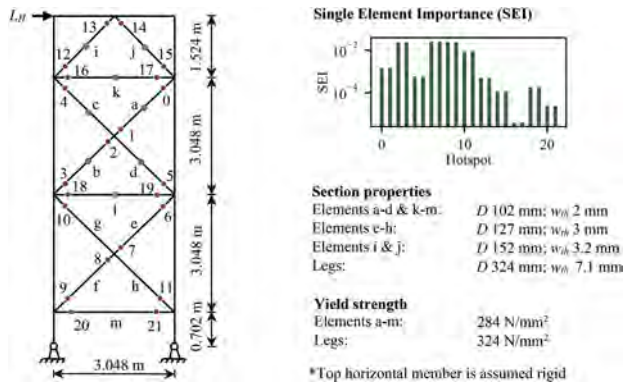 L_H
13
14
12
i
j
15
16
17
k
4
c
a
0
1
2
3
b
d
5
18
19
l
10
g
e
6
7
8
9
f
h
11
20
m
21
1.524 m
3.048 m
3.048 m
0.702 m
3.048 m
Single Element Importance (SEI)
SEI
10⁻²
10⁻⁴
0
10
20
Hotspot
Section properties
Elements a-d & k-m: D 102 mm; w_th 2 mm
Elements e-h: D 127 mm; w_th 3 mm
Elements i & j: D 152 mm; w_th 3.2 mm
Legs: D 324 mm; w_th 7.1 mm
Yield strength
Elements a-m: 284 N/mm²
Legs: 324 N/mm²
*Top horizontal member is assumed rigid